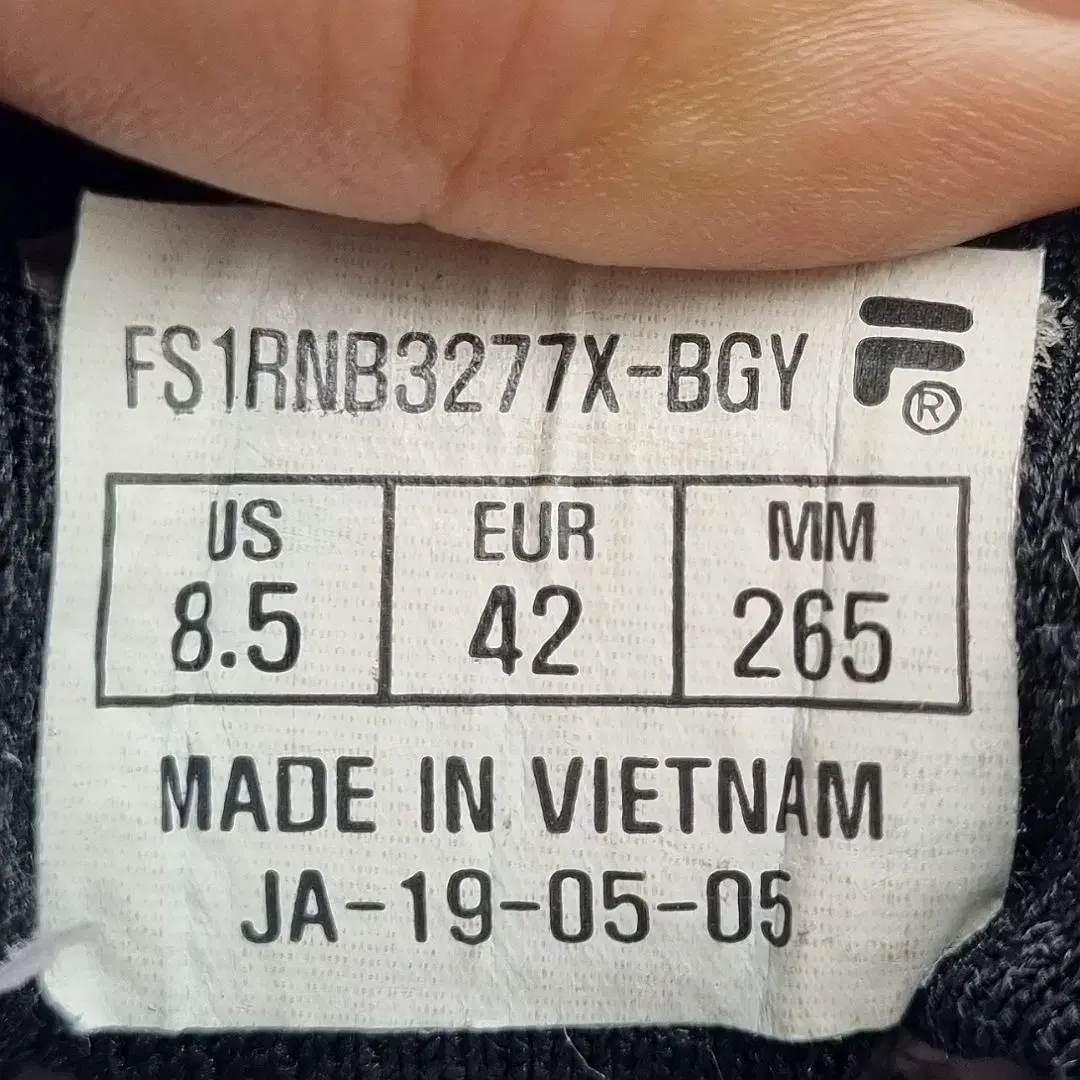 FS1RNB3277X-BGY
®
US EUR MM
8.5 42 265
MADE IN VIETNAM
JA-19-05-05